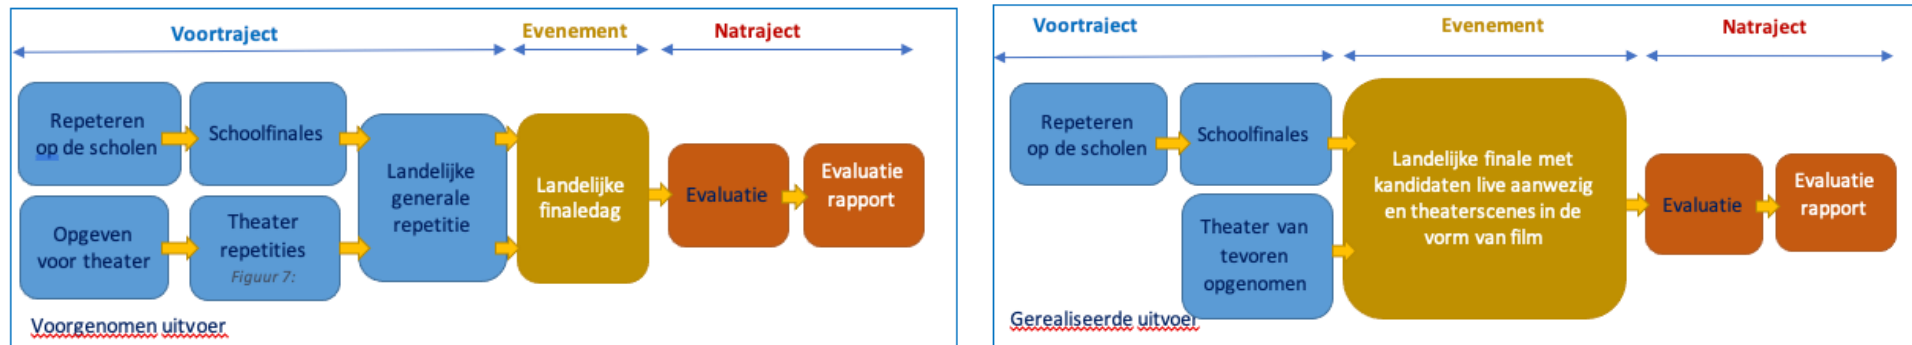 Voortraject
Evenement
Natraject
Repeteren
op de scholen
Schoolfinales
Opgeven
voor theater
Theater
repetities
Figuur 7:
Landelijke
generale
repetitie
Landelijke
finaledag
Evaluatie
Evaluatie
rapport
Voorgenomen uitvoer
Voortraject
Evenement
Natraject
Repeteren
op de scholen
Schoolfinales
Theater van
tevoren
opgenomen
Landelijke finale met
kandidaten live aanwezig
en theaterscenes in de
vorm van film
Evaluatie
Evaluatie
rapport
Gerealiseerde uitvoer